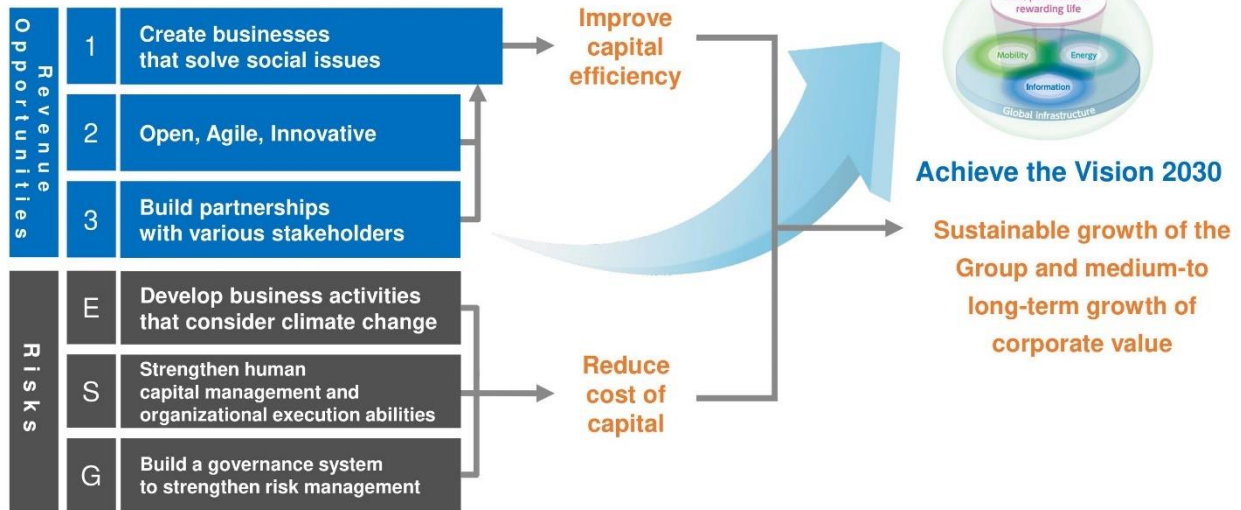 Revenue
Opportunities
1
Create businesses
that solve social issues
2
Open, Agile, Innovative
3
Build partnerships
with various stakeholders
Risks
E
Develop business activities
that consider climate change
S
Strengthen human
capital management and
organizational execution abilities
G
Build a governance system
to strengthen risk management
Improve
capital
efficiency
Reduce
cost of
capital
rewarding life
Mobility
Energy
Information
Global infrastructure
Achieve the Vision 2030
Sustainable growth of the
Group and medium-to
long-term growth of
corporate value